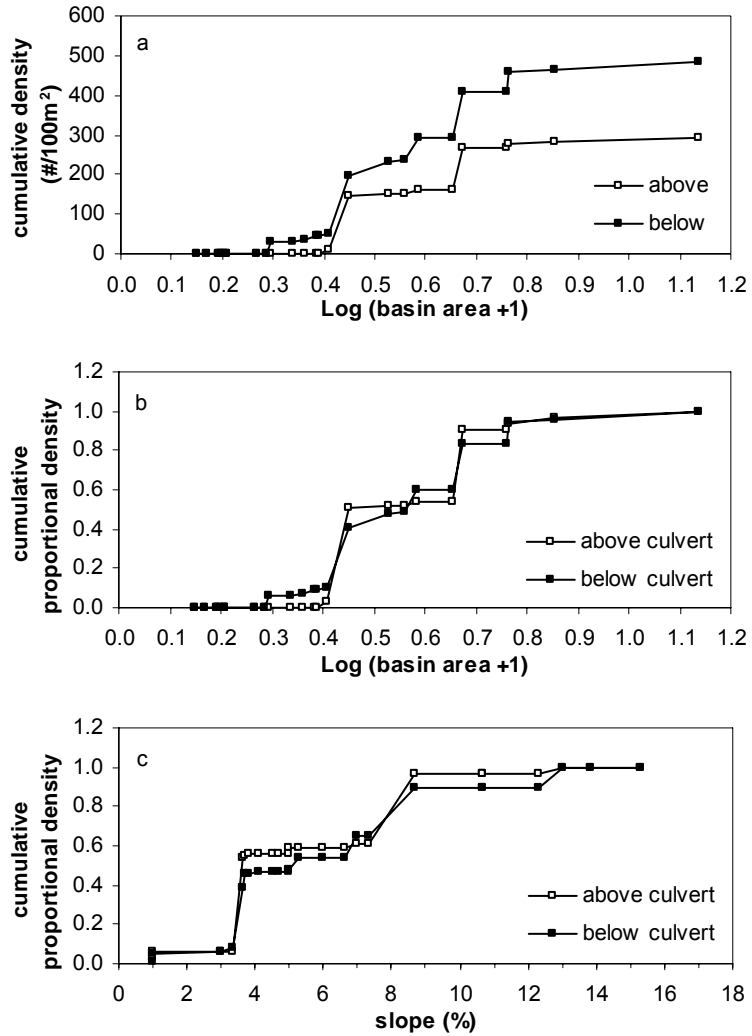 a
cumulative density
(#/100m²)
600
500
400
300
200
100
0
above
below
0.0 0.1 0.2 0.3 0.4 0.5 0.6 0.7 0.8 0.9 1.0 1.1 1.2
Log (basin area +1)
b
cumulative
proportional density
1.2
1.0
0.8
0.6
0.4
0.2
0.0
above culvert
below culvert
0.0 0.1 0.2 0.3 0.4 0.5 0.6 0.7 0.8 0.9 1.0 1.1 1.2
Log (basin area +1)
c
cumulative
proportional density
1.2
1.0
0.8
0.6
0.4
0.2
0.0
above culvert
below culvert
0 2 4 6 8 10 12 14 16 18
slope (%)